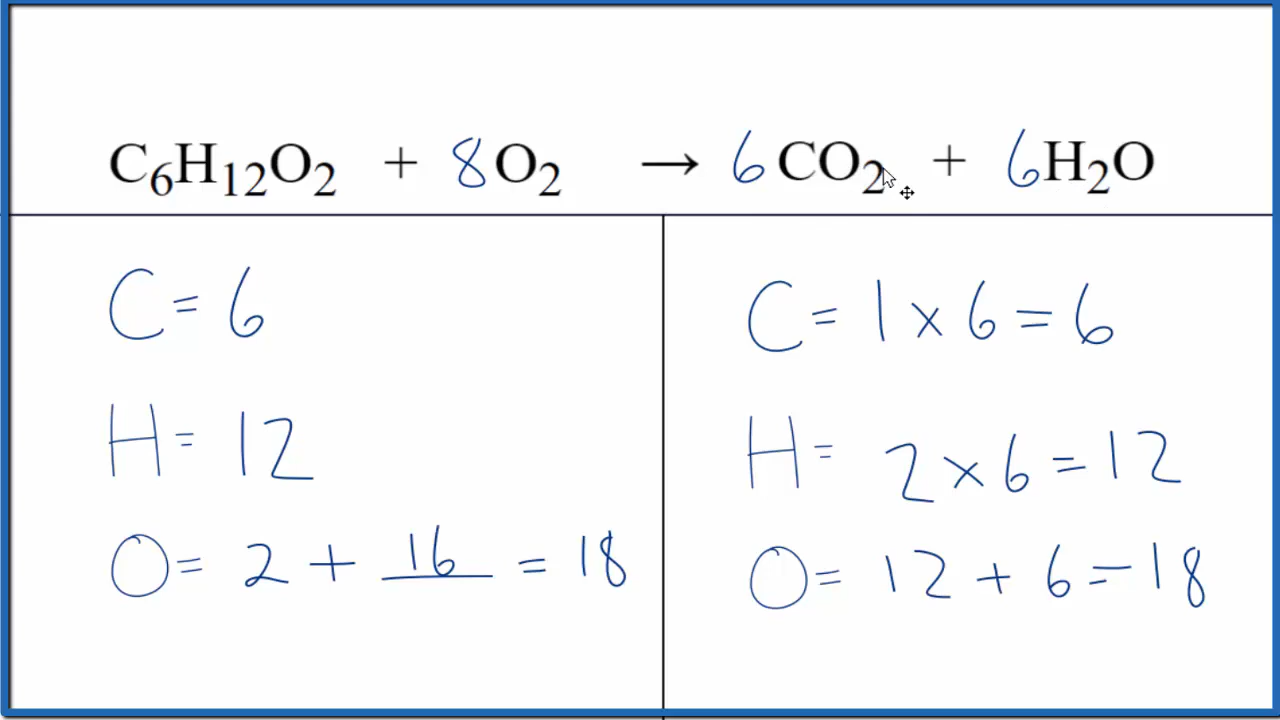 C₆H₁₂O₂ + 8O₂ → 6CO₂ + 6H₂O
C = 6
H = 12
O = 2 + 16 = 18
C = 1 × 6 = 6
H = 2 × 6 = 12
O = 12 + 6 = 18